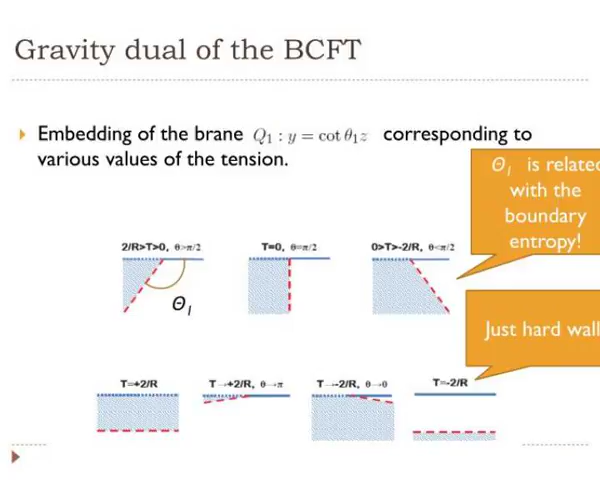 Gravity dual of the BCFT
Embedding of the brane Q₁ : y = cot θ₁z corresponding to
various values of the tension.
Θ₁ is related
with the
boundary
entropy!
2/R>T>0, θ>π/2
T=0, θ=π/2
0>T>-2/R, θ<π/2
Θ₁
Just hard wall
T=+2/R
T→+2/R, θ→π
T→-2/R, θ→0
T=-2/R